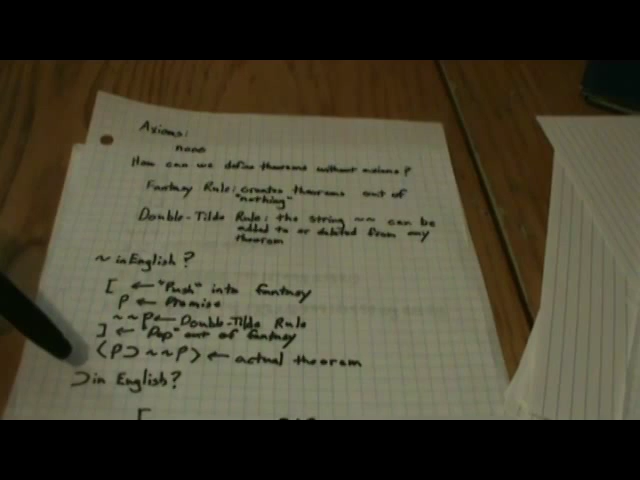 Axioms:
none
How can we define theorems without axioms?
Fantasy Rule: creates theorems out of
"nothing"
Double-Tilde Rule: the string ~~ can be
added to or deleted from any
theorem
~ in English?
[ ← "Push" into fantasy
P ← Premise
~~P ← Double-Tilde Rule
] ← "Pop" out of fantasy
⟨P⊃~~P⟩ ← actual theorem
⊃ in English?
[